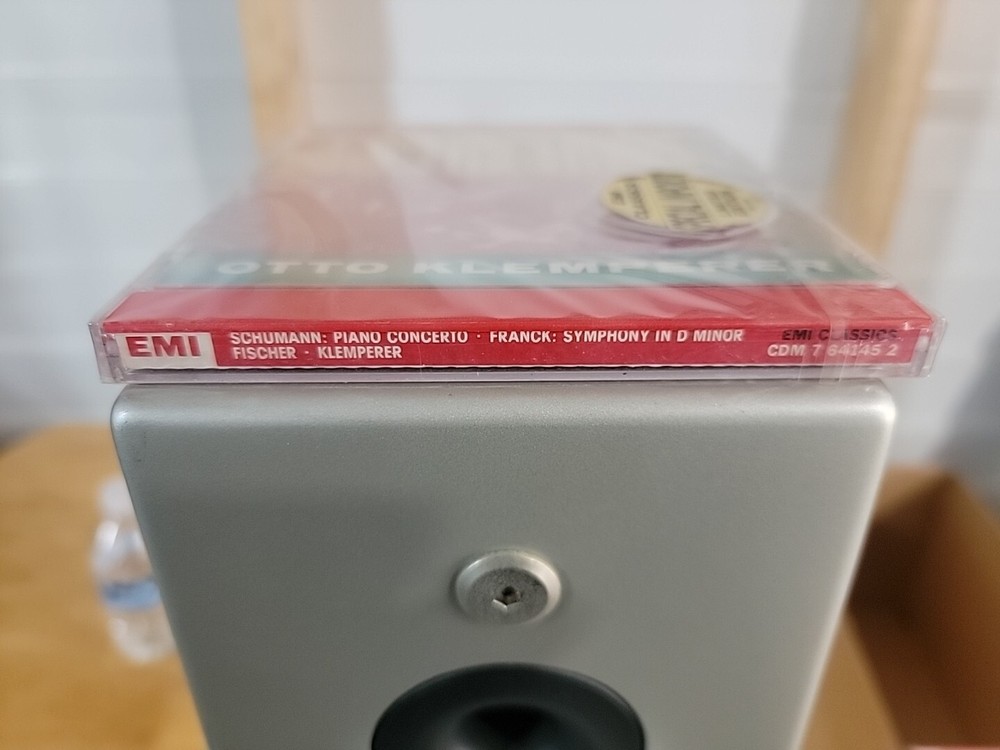 OTTO KLEMPERER
EMI
SCHUMANN: PIANO CONCERTO · FRANCK: SYMPHONY IN D MINOR
FISCHER · KLEMPERER
EMI CLASSICS
CDM 7 64145 2